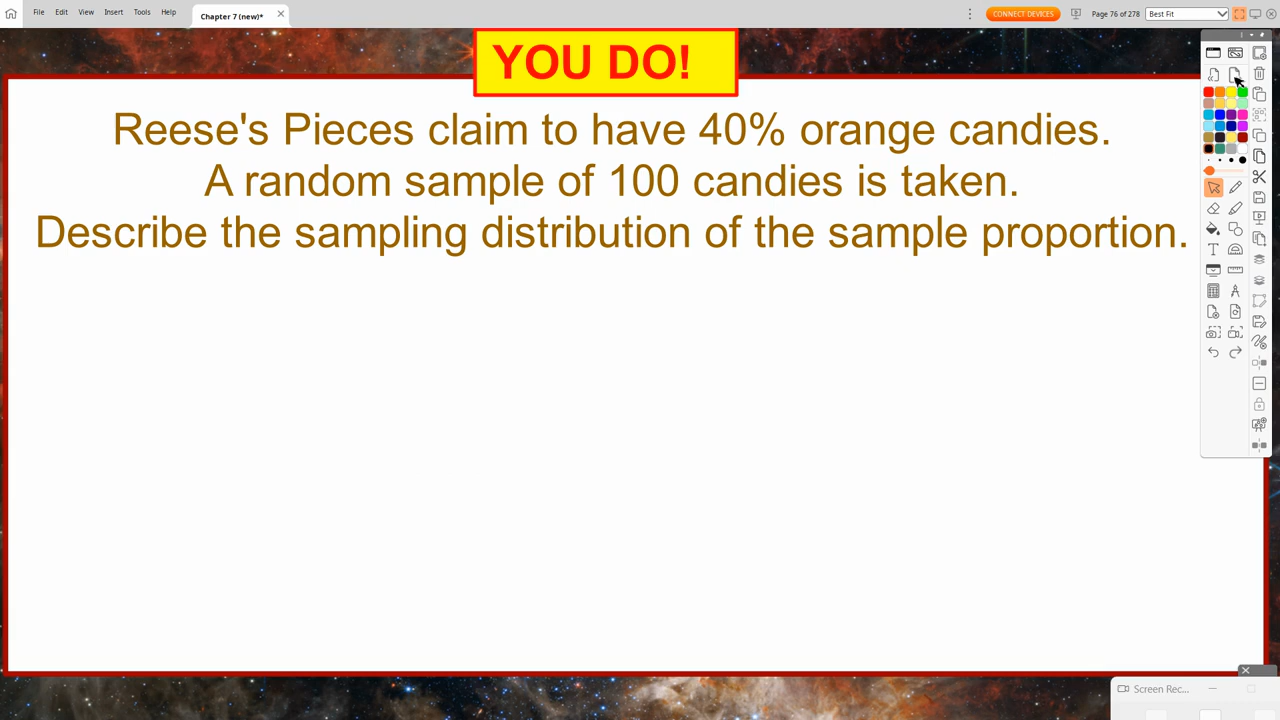 File Edit View Insert Tools Help
Chapter 7 (new)*
CONNECT DEVICES
Page 76 of 278
Best Fit
YOU DO!
Reese's Pieces claim to have 40% orange candies.
A random sample of 100 candies is taken.
Describe the sampling distribution of the sample proportion.
Screen Rec...